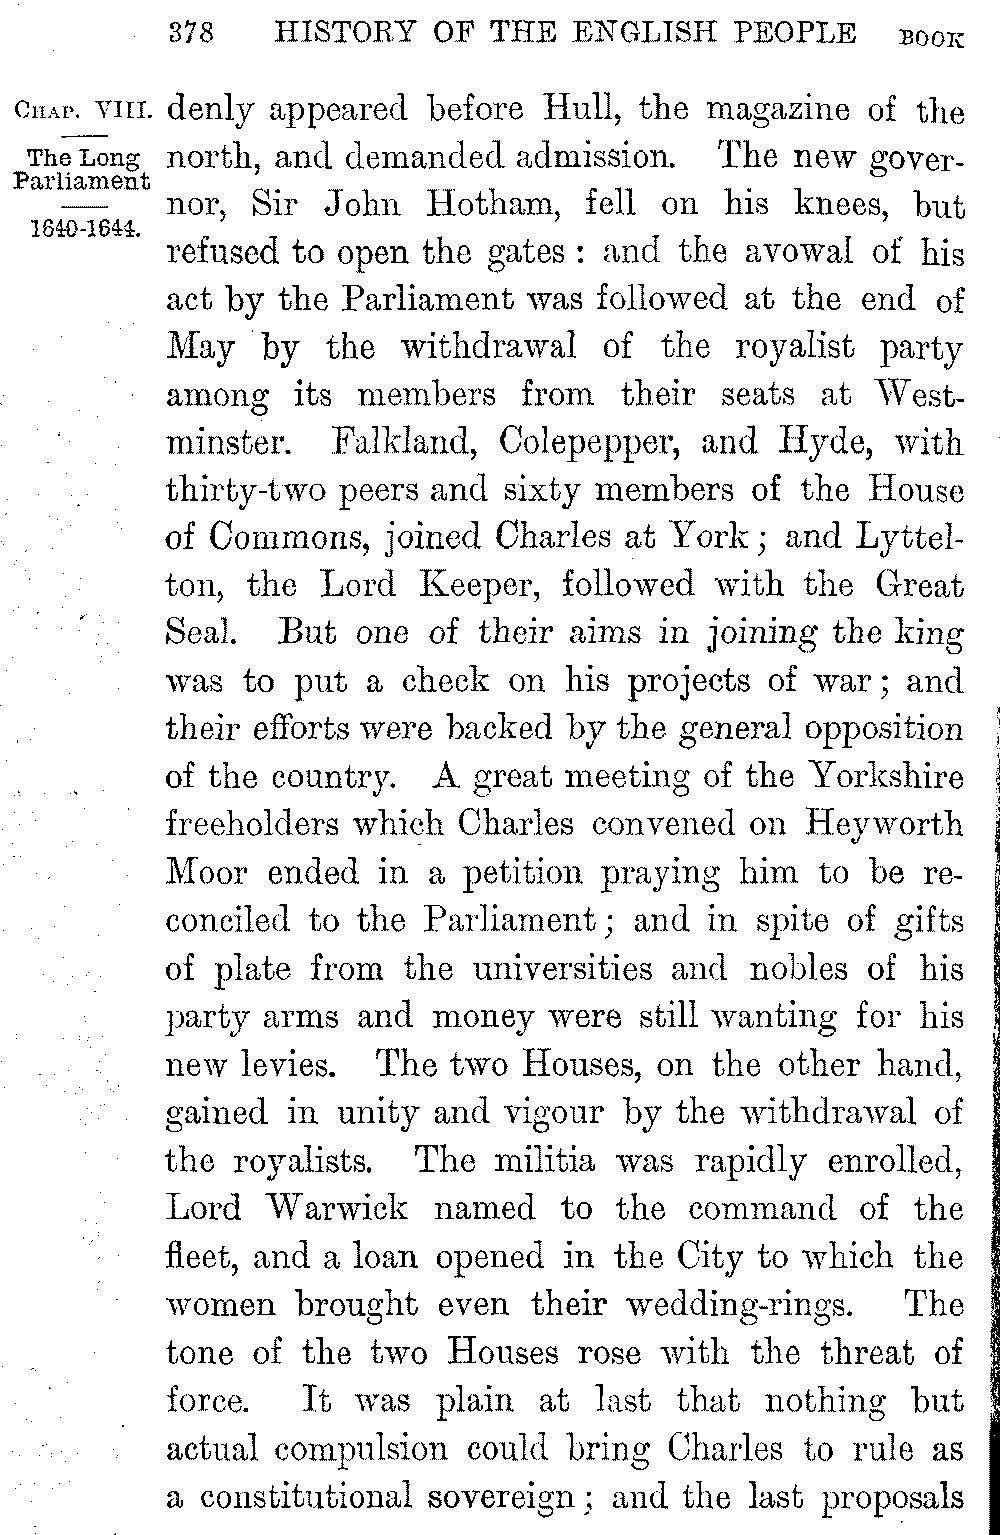 378 HISTORY OF THE ENGLISH PEOPLE BOOK
CHAP. VIII.
The Long
Parliament
1640-1644.
denly appeared before Hull, the magazine of the
north, and demanded admission. The new gover-
nor, Sir John Hotham, fell on his knees, but
refused to open the gates : and the avowal of his
act by the Parliament was followed at the end of
May by the withdrawal of the royalist party
among its members from their seats at West-
minster. Falkland, Colepepper, and Hyde, with
thirty-two peers and sixty members of the House
of Commons, joined Charles at York ; and Lyttel-
ton, the Lord Keeper, followed with the Great
Seal. But one of their aims in joining the king
was to put a check on his projects of war ; and
their efforts were backed by the general opposition
of the country. A great meeting of the Yorkshire
freeholders which Charles convened on Heyworth
Moor ended in a petition praying him to be re-
conciled to the Parliament ; and in spite of gifts
of plate from the universities and nobles of his
party arms and money were still wanting for his
new levies. The two Houses, on the other hand,
gained in unity and vigour by the withdrawal of
the royalists. The militia was rapidly enrolled,
Lord Warwick named to the command of the
fleet, and a loan opened in the City to which the
women brought even their wedding-rings. The
tone of the two Houses rose with the threat of
force. It was plain at last that nothing but
actual compulsion could bring Charles to rule as
a constitutional sovereign ; and the last proposals